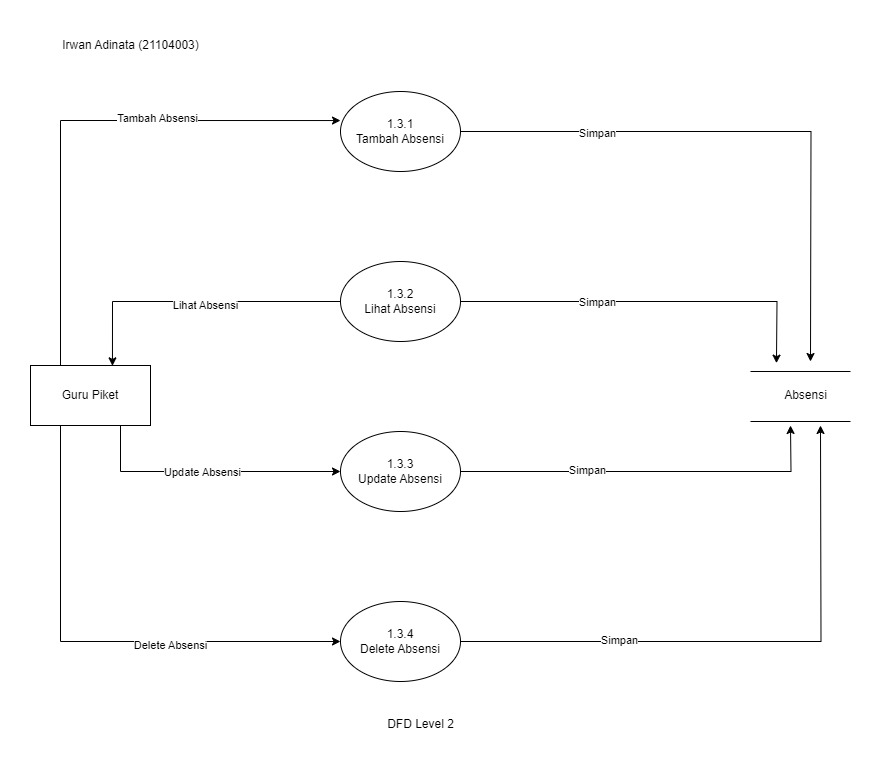 Irwan Adinata (21104003)
Tambah Absensi
1.3.1
Tambah Absensi
Simpan
Lihat Absensi
1.3.2
Lihat Absensi
Simpan
Guru Piket
Absensi
Update Absensi
1.3.3
Update Absensi
Simpan
Delete Absensi
1.3.4
Delete Absensi
Simpan
DFD Level 2